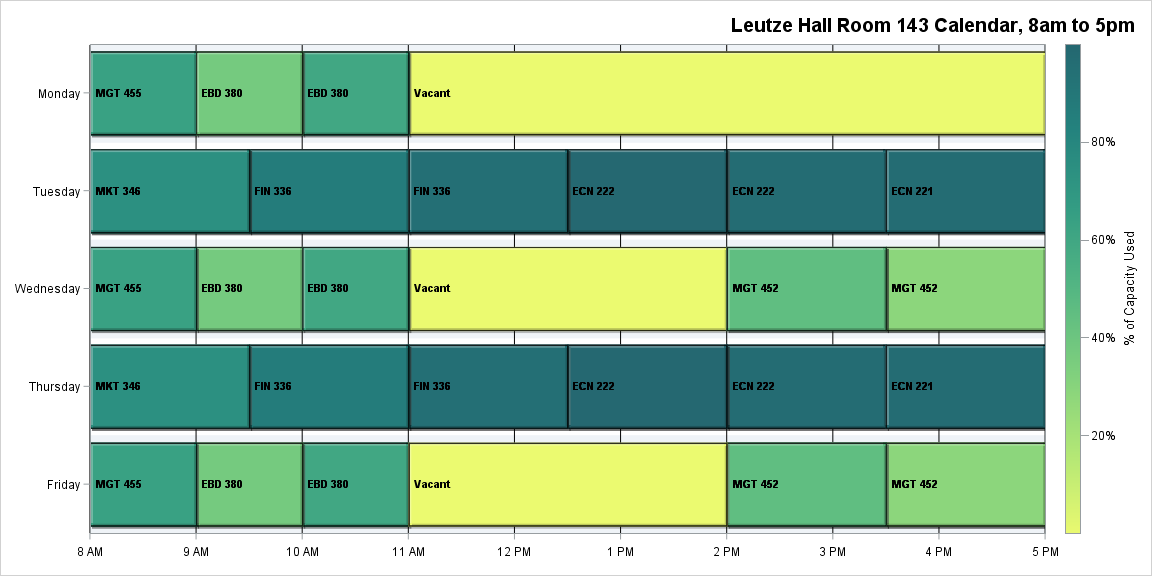 Leutze Hall Room 143 Calendar, 8am to 5pm
Monday
MGT 455
EBD 380
EBD 380
Vacant
Tuesday
MKT 346
FIN 336
FIN 336
ECN 222
ECN 222
ECN 221
Wednesday
MGT 455
EBD 380
EBD 380
Vacant
MGT 452
MGT 452
Thursday
MKT 346
FIN 336
FIN 336
ECN 222
ECN 222
ECN 221
Friday
MGT 455
EBD 380
EBD 380
Vacant
MGT 452
MGT 452
8 AM
9 AM
10 AM
11 AM
12 PM
1 PM
2 PM
3 PM
4 PM
5 PM
80%
60%
40%
20%
% of Capacity Used